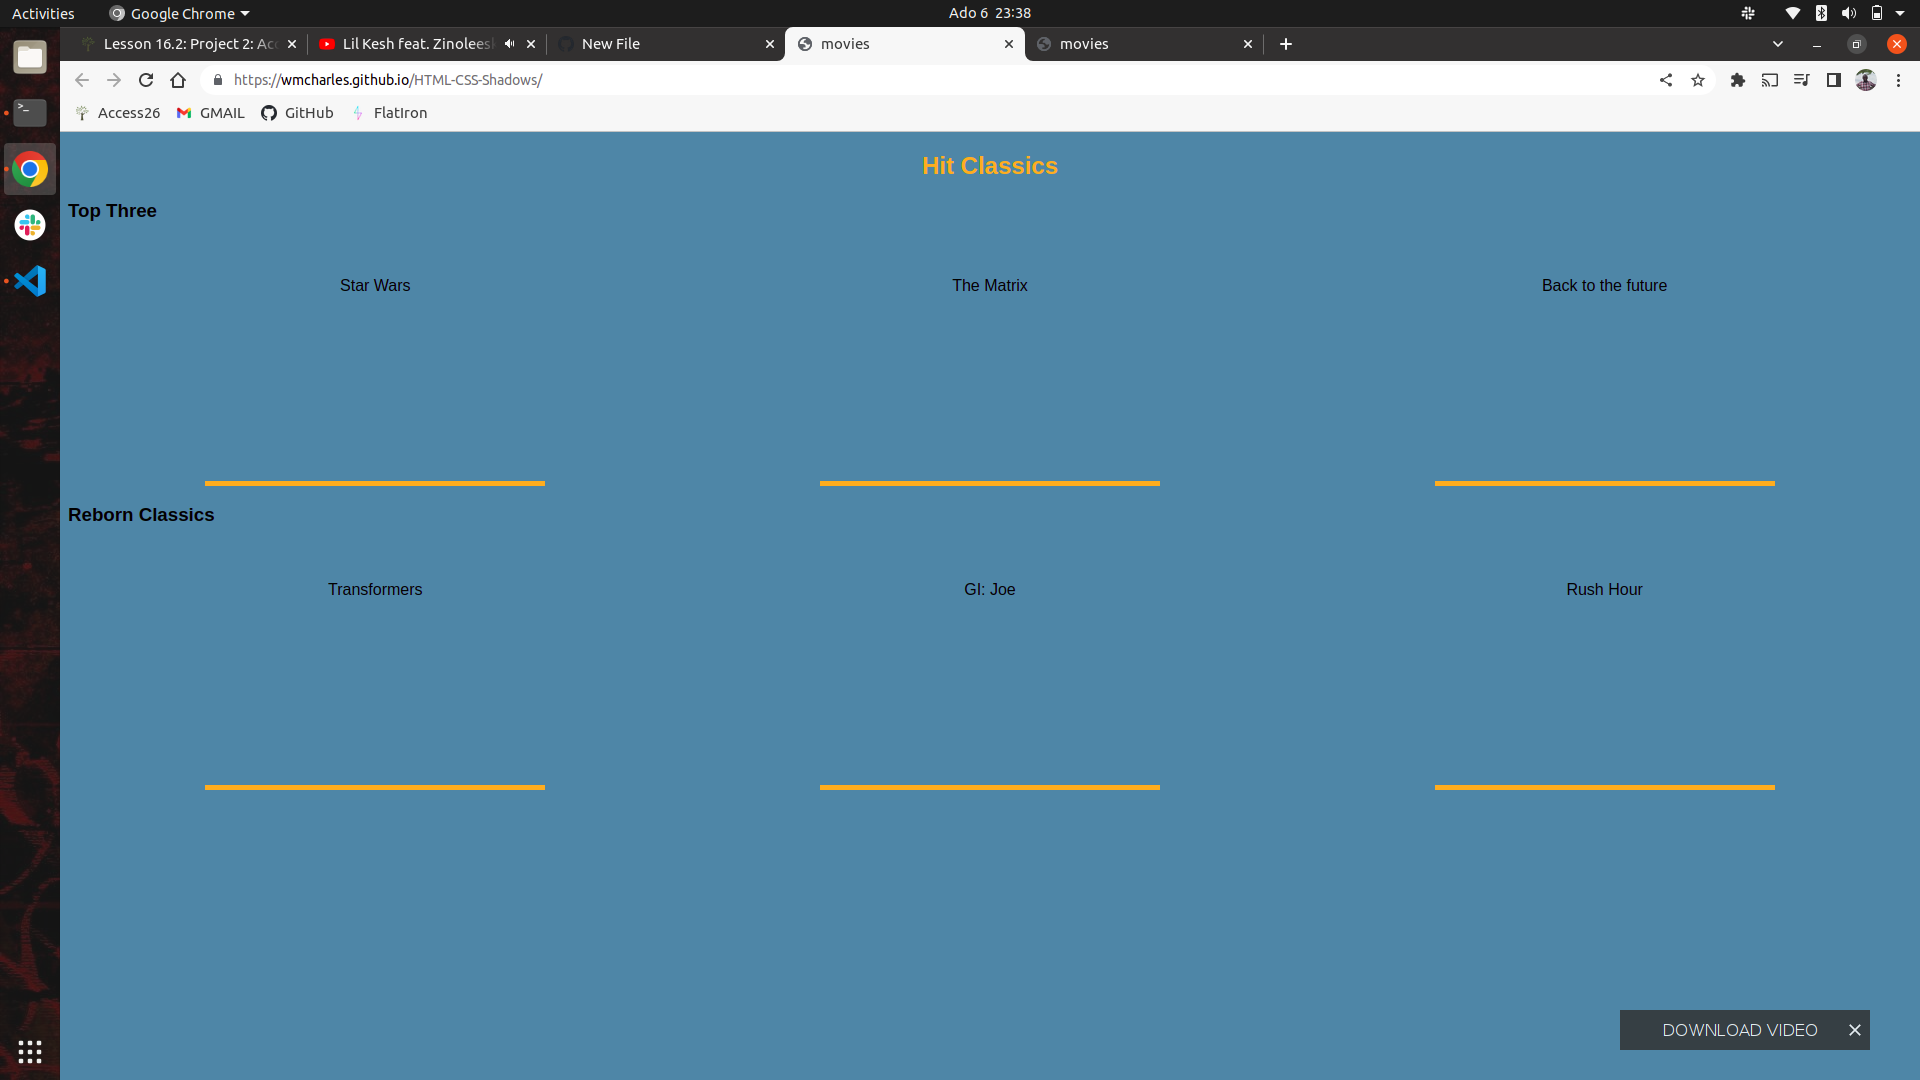 Activities Google Chrome Ado 6 23:38
Lesson 16.2: Project 2: Acc Lil Kesh feat. Zinolees New File movies movies
https://wmcharles.github.io/HTML-CSS-Shadows/
Access26 GMAIL GitHub FlatIron
Hit Classics
Top Three
Star Wars The Matrix Back to the future
Reborn Classics
Transformers GI: Joe Rush Hour
DOWNLOAD VIDEO